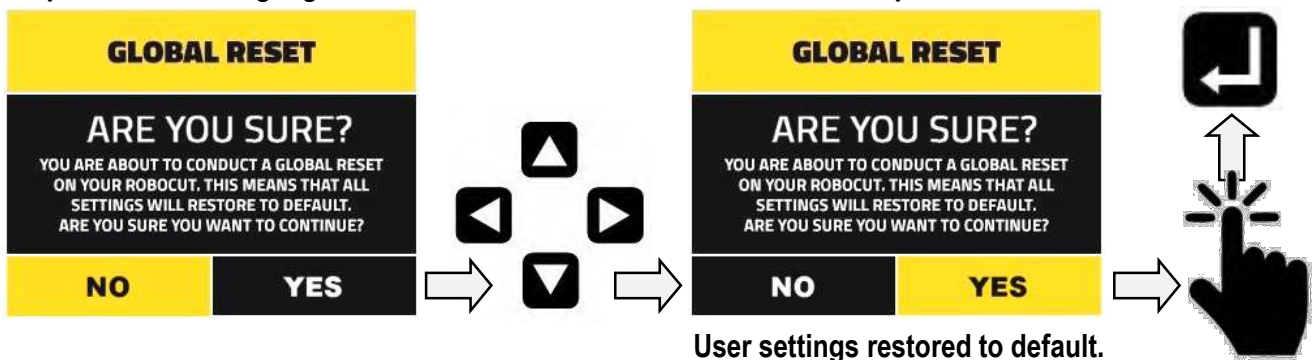 GLOBAL RESET
ARE YOU SURE?
YOU ARE ABOUT TO CONDUCT A GLOBAL RESET
ON YOUR ROBOCUT. THIS MEANS THAT ALL
SETTINGS WILL RESTORE TO DEFAULT.
ARE YOU SURE YOU WANT TO CONTINUE?
NO YES
GLOBAL RESET
ARE YOU SURE?
YOU ARE ABOUT TO CONDUCT A GLOBAL RESET
ON YOUR ROBOCUT. THIS MEANS THAT ALL
SETTINGS WILL RESTORE TO DEFAULT.
ARE YOU SURE YOU WANT TO CONTINUE?
NO YES
User settings restored to default.